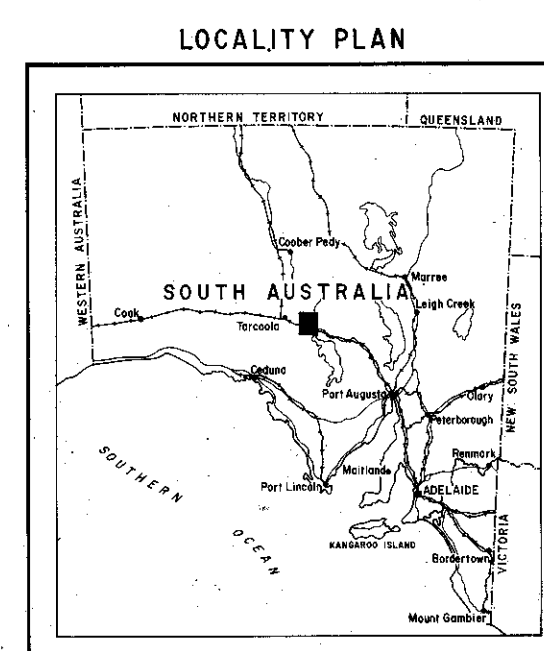 LOCALITY PLAN
NORTHERN TERRITORY
QUEENSLAND
WESTERN AUSTRALIA
Coober Pedy
SOUTH AUSTRALIA
Marree
Leigh Creek
Cook
Tarcoola
NEW SOUTH WALES
Ceduna
Port Augusta
Olary
Peterborough
Renmark
Maitland
Port Lincoln
ADELAIDE
SOUTHERN
OCEAN
KANGAROO ISLAND
Bordertown
VICTORIA
Mount Gambier